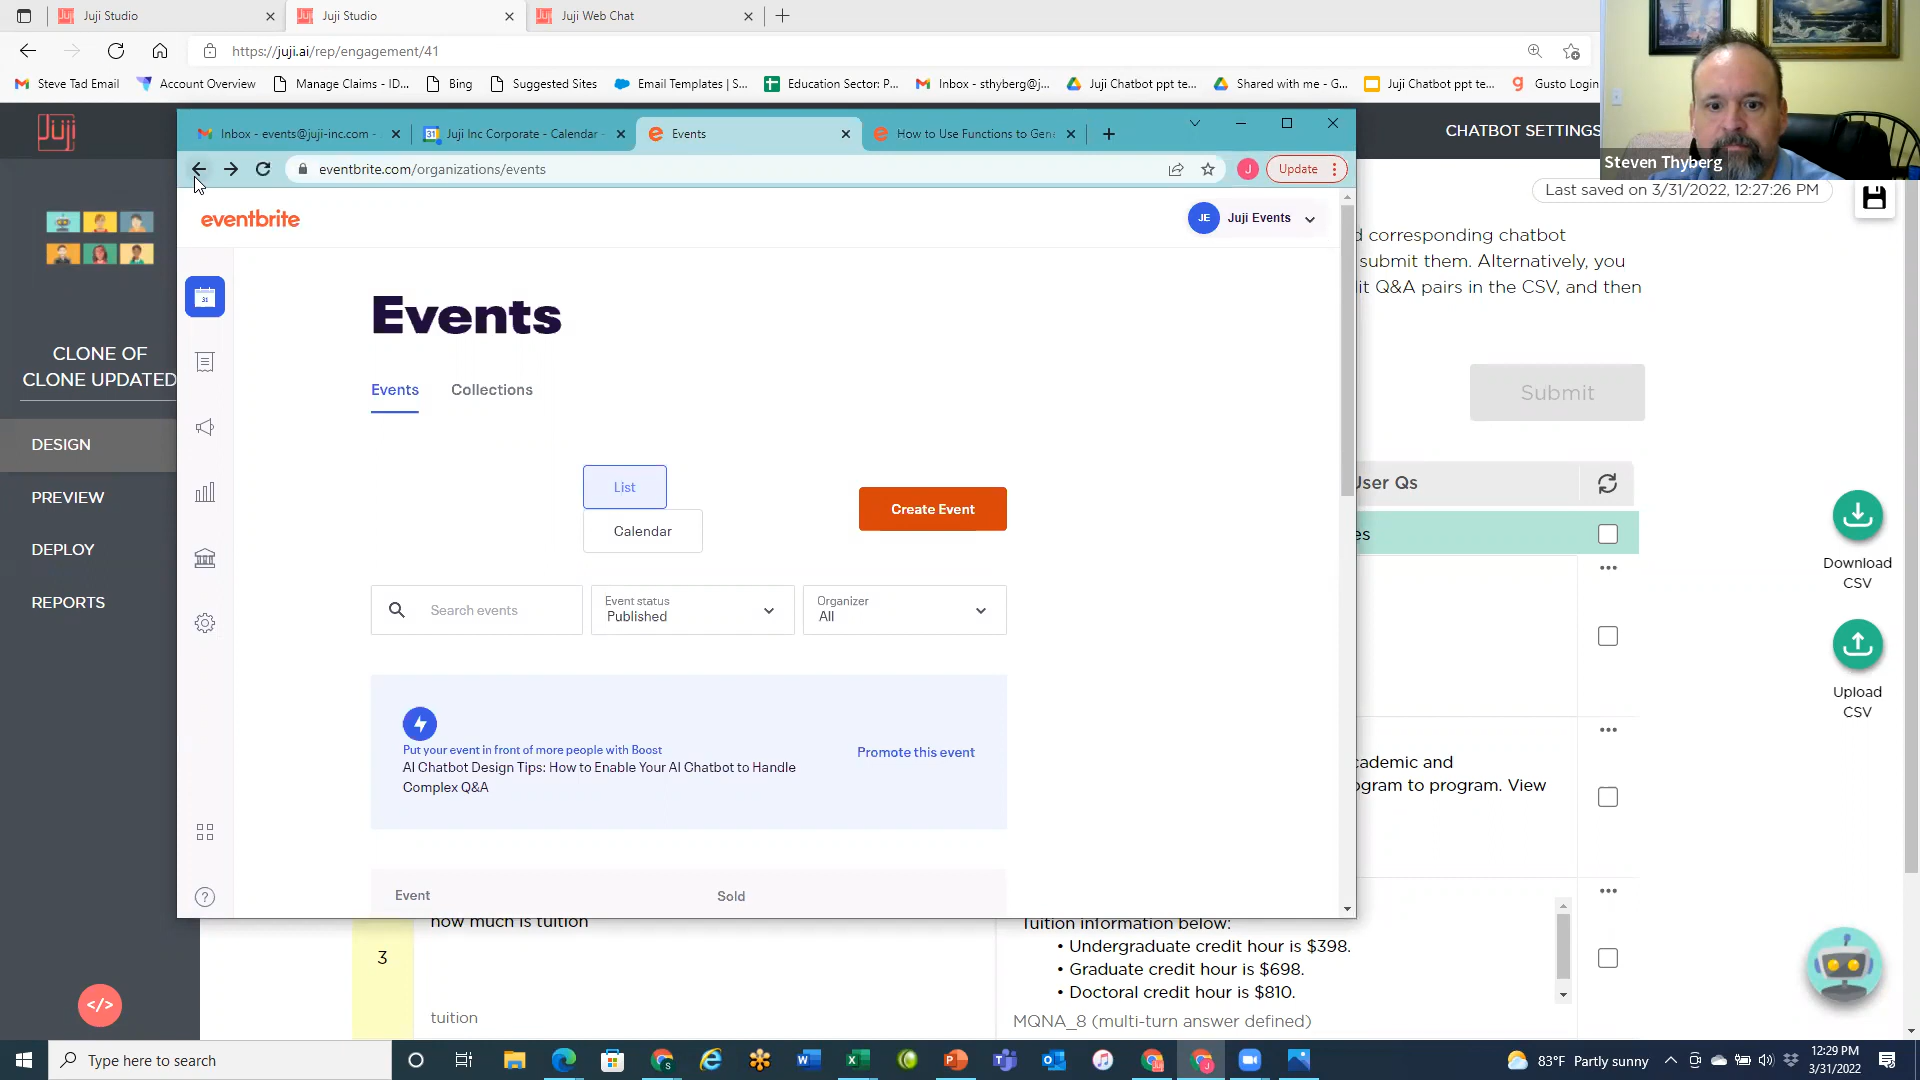 Juji Studio
Juji Studio
Juji Web Chat
https://juji.ai/rep/engagement/41
Steve Tad Email
Account Overview
Manage Claims - ID...
Bing
Suggested Sites
Email Templates | S...
Education Sector: P...
Inbox - sthyberg@j...
Juji Chatbot ppt te...
Shared with me - G...
Juji Chatbot ppt te...
Gusto Login
Juji
CHATBOT SETTINGS
Steven Thyberg
Inbox - events@juji-inc.com -
Juji Inc Corporate - Calendar -
Events
How to Use Functions to Gen
eventbrite.com/organizations/events
Update
Last saved on 3/31/2022, 12:27:26 PM
eventbrite
JE
Juji Events
d corresponding chatbot
submit them. Alternatively, you
it Q&A pairs in the CSV, and then
31
Events
CLONE OF
CLONE UPDATED
Events
Collections
Submit
DESIGN
PREVIEW
DEPLOY
REPORTS
List
Calendar
Create Event
User Qs
es
Download
CSV
Upload
CSV
Search events
Event status
Published
Organizer
All
Put your event in front of more people with Boost
AI Chatbot Design Tips: How to Enable Your AI Chatbot to Handle
Complex Q&A
Promote this event
cademic and
ogram to program. View
Event
Sold
how much is tuition
3
tuition
Tuition information below:
• Undergraduate credit hour is $398.
• Graduate credit hour is $698.
• Doctoral credit hour is $810.
MQNA_8 (multi-turn answer defined)
</>
Type here to search
83°F Partly sunny
12:29 PM
3/31/2022